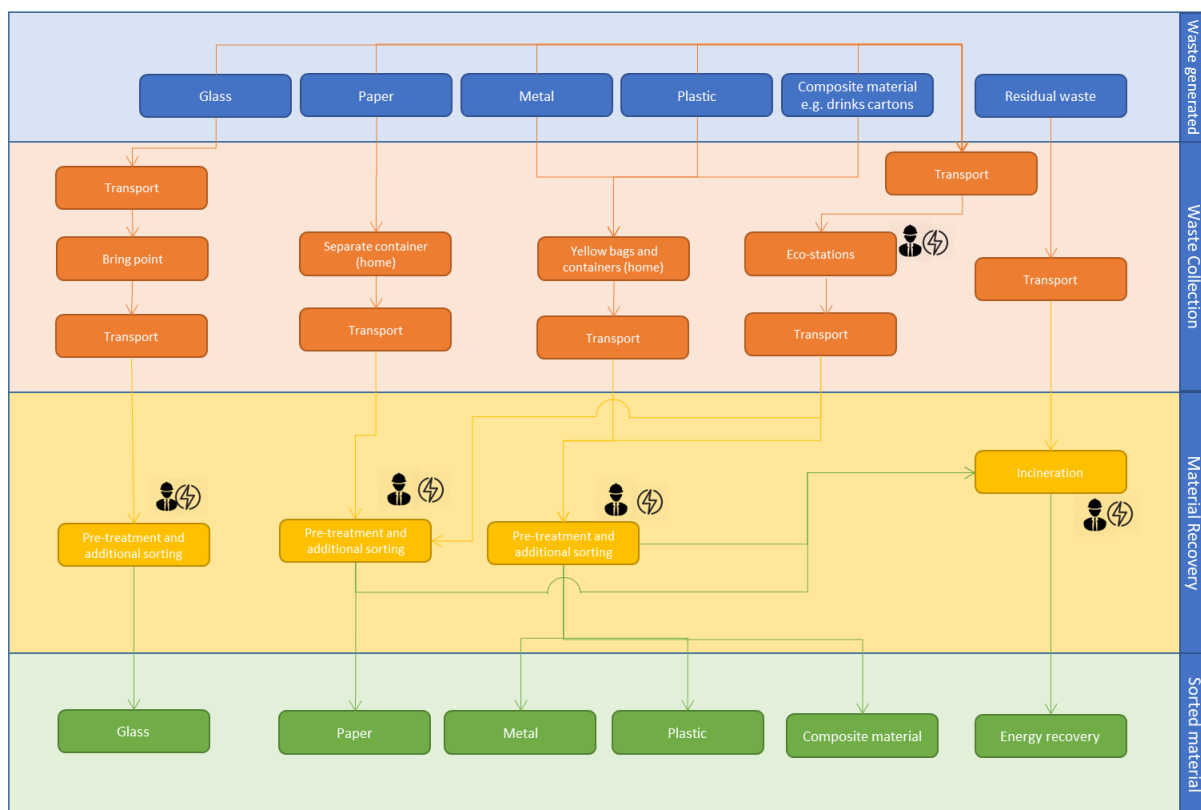 Waste generated
Glass
Paper
Metal
Plastic
Composite material
e.g. drinks cartons
Residual waste
Waste Collection
Transport
Transport
Bring point
Separate container
(home)
Yellow bags and
containers (home)
Eco-stations
Transport
Transport
Transport
Transport
Transport
Material Recovery
Incineration
Pre-treatment and
additional sorting
Pre-treatment and
additional sorting
Pre-treatment and
additional sorting
Sorted material
Glass
Paper
Metal
Plastic
Composite material
Energy recovery